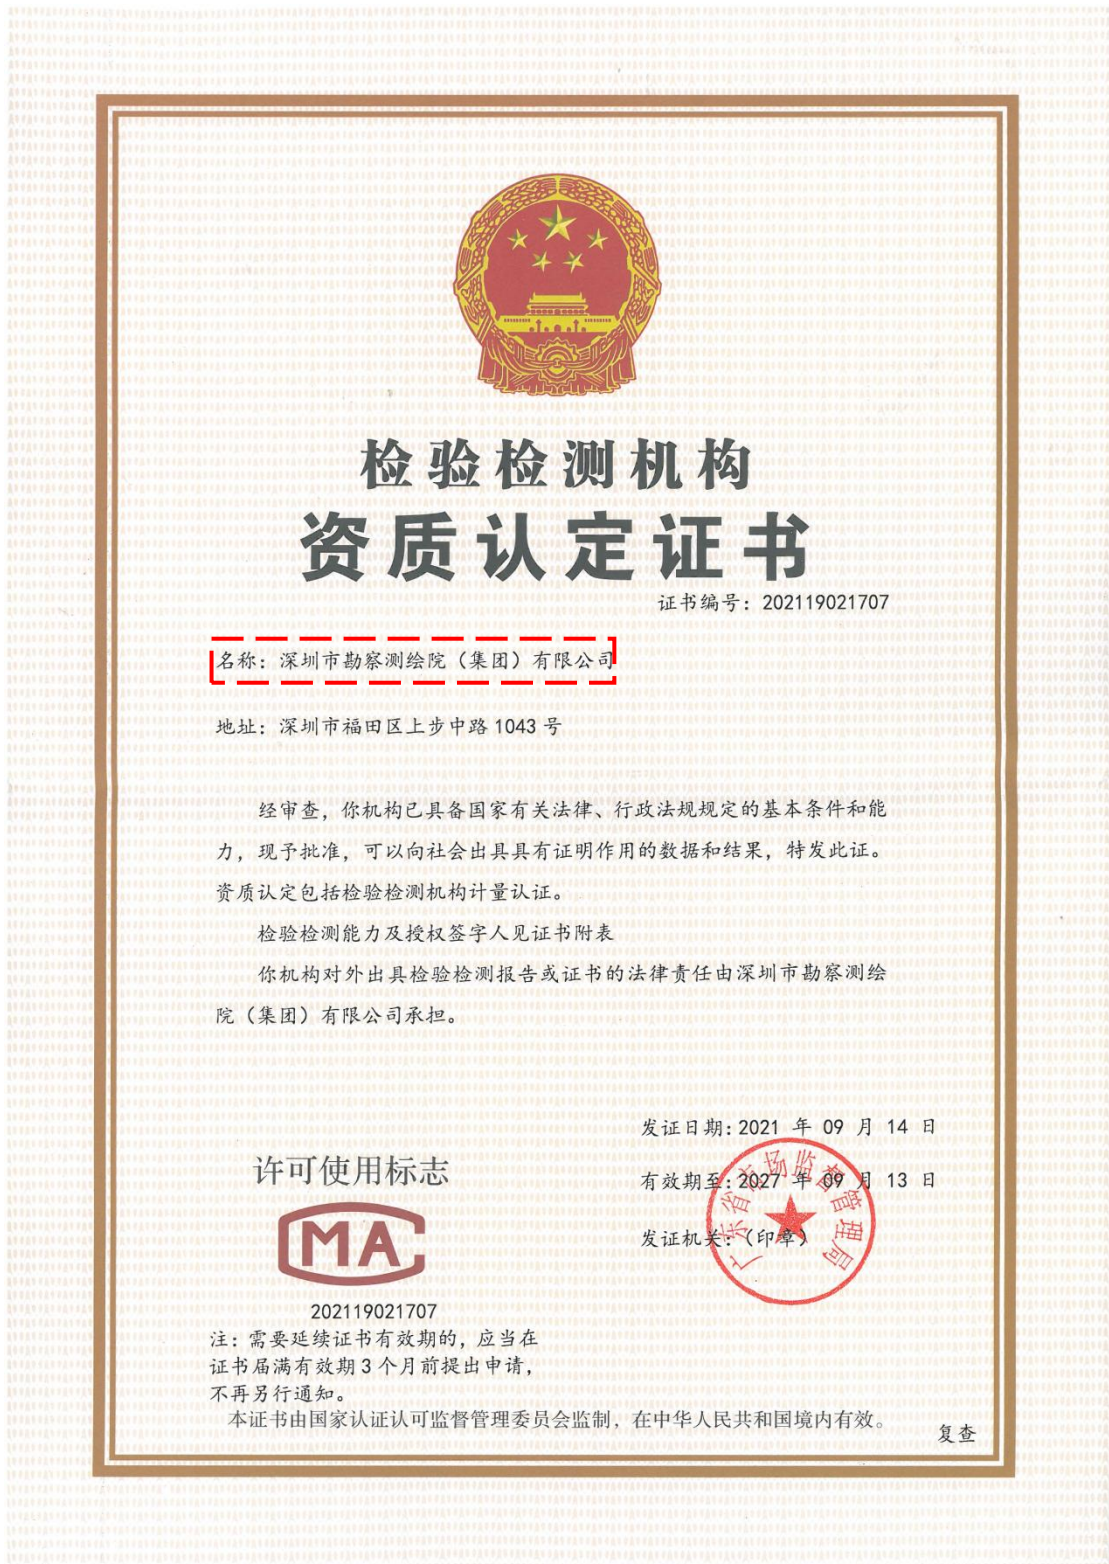 检验检测机构
资质认定证书
证书编号：202119021707
名称：深圳市勘察测绘院（集团）有限公司
地址：深圳市福田区上步中路1043号
经审查，你机构已具备国家有关法律、行政法规规定的基本条件和能
力，现予批准，可以向社会出具具有证明作用的数据和结果，特发此证。
资质认定包括检验检测机构计量认证。
检验检测能力及授权签字人见证书附表
你机构对外出具检验检测报告或证书的法律责任由深圳市勘察测绘
院（集团）有限公司承担。
许可使用标志
MA
202119021707
发证日期：2021 年 09 月 14 日
有效期至：2027 年 09 月 13 日
发证机关：（印章）
广东省市场监督管理局
注：需要延续证书有效期的，应当在
证书届满有效期3个月前提出申请，
不再另行通知。
本证书由国家认证认可监督管理委员会监制，在中华人民共和国境内有效。
复查